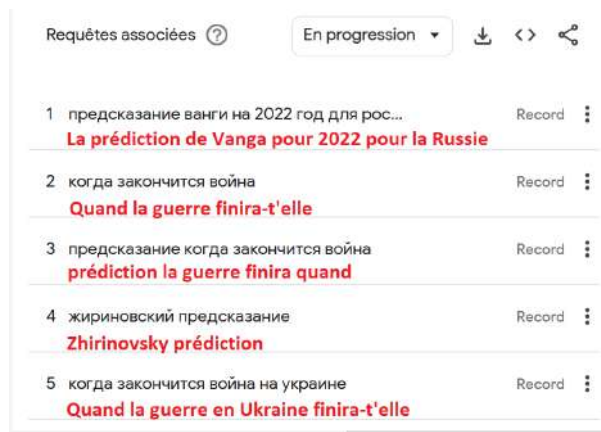 Requêtes associées ?
En progression
1 предсказание ванги на 2022 год для рос... Record
La prédiction de Vanga pour 2022 pour la Russie
2 когда закончится война Record
Quand la guerre finira-t'elle
3 предсказание когда закончится война Record
prédiction la guerre finira quand
4 жириновский предсказание Record
Zhirinovsky prédiction
5 когда закончится война на украине Record
Quand la guerre en Ukraine finira-t'elle